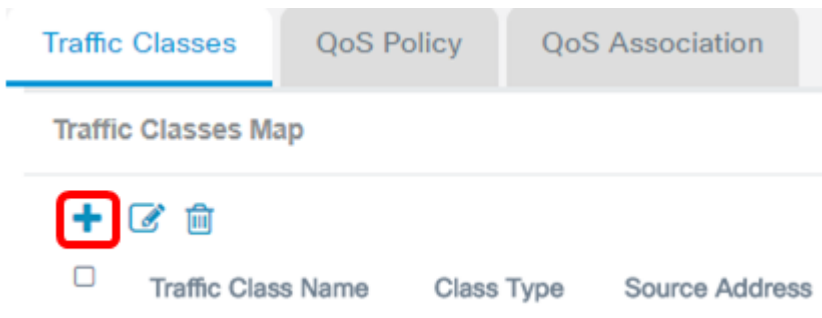 Traffic Classes QoS Policy QoS Association
Traffic Classes Map
Traffic Class Name Class Type Source Address